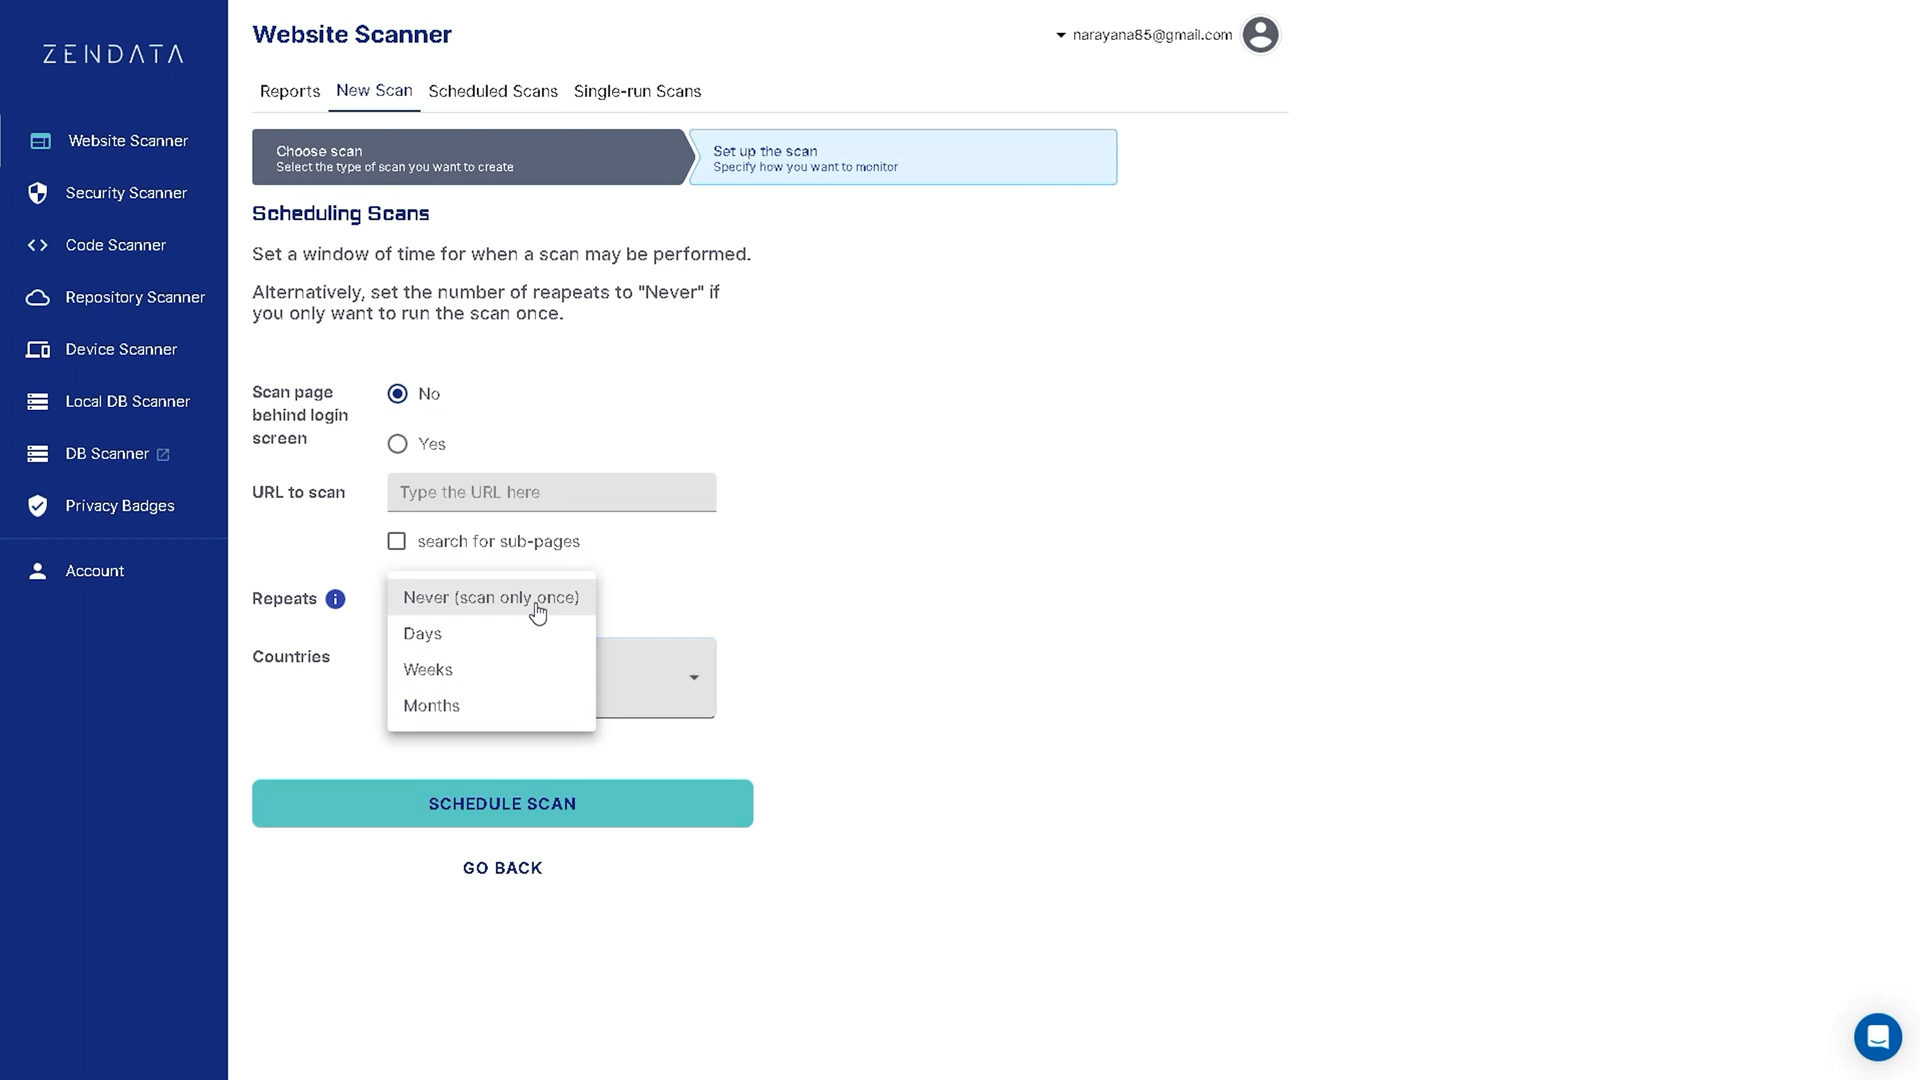 ZENDATA
Website Scanner
Security Scanner
Code Scanner
Repository Scanner
Device Scanner
Local DB Scanner
DB Scanner
Privacy Badges
Account
Website Scanner
narayana85@gmail.com
Reports New Scan Scheduled Scans Single-run Scans
Choose scan
Select the type of scan you want to create
Set up the scan
Specify how you want to monitor
Scheduling Scans
Set a window of time for when a scan may be performed.
Alternatively, set the number of reapeats to "Never" if
you only want to run the scan once.
Scan page
behind login
screen
No
Yes
URL to scan
Type the URL here
search for sub-pages
Repeats
Never (scan only once)
Days
Weeks
Months
Countries
SCHEDULE SCAN
GO BACK